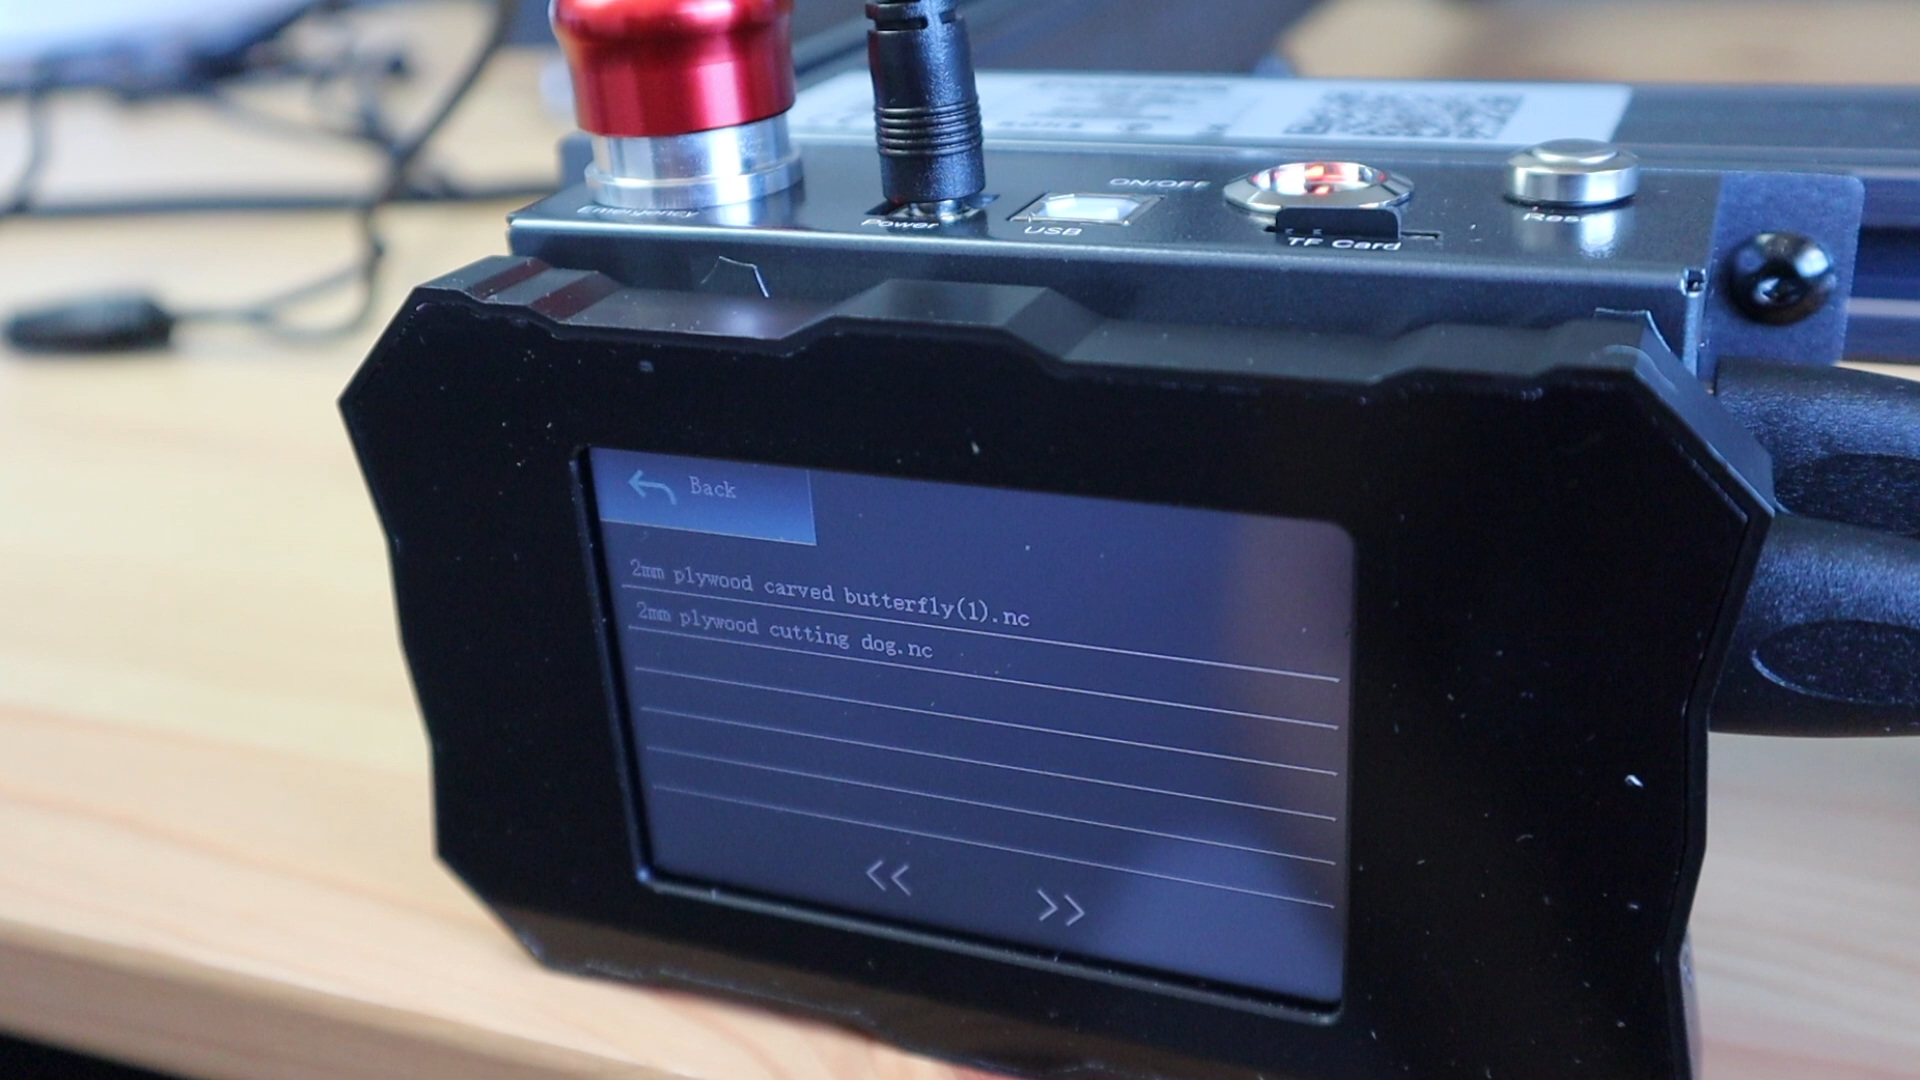 Emergency
Power
USB
ON/OFF
TF Card
Back
2mm plywood carved butterfly(1).nc
2mm plywood cutting dog.nc
<< >>